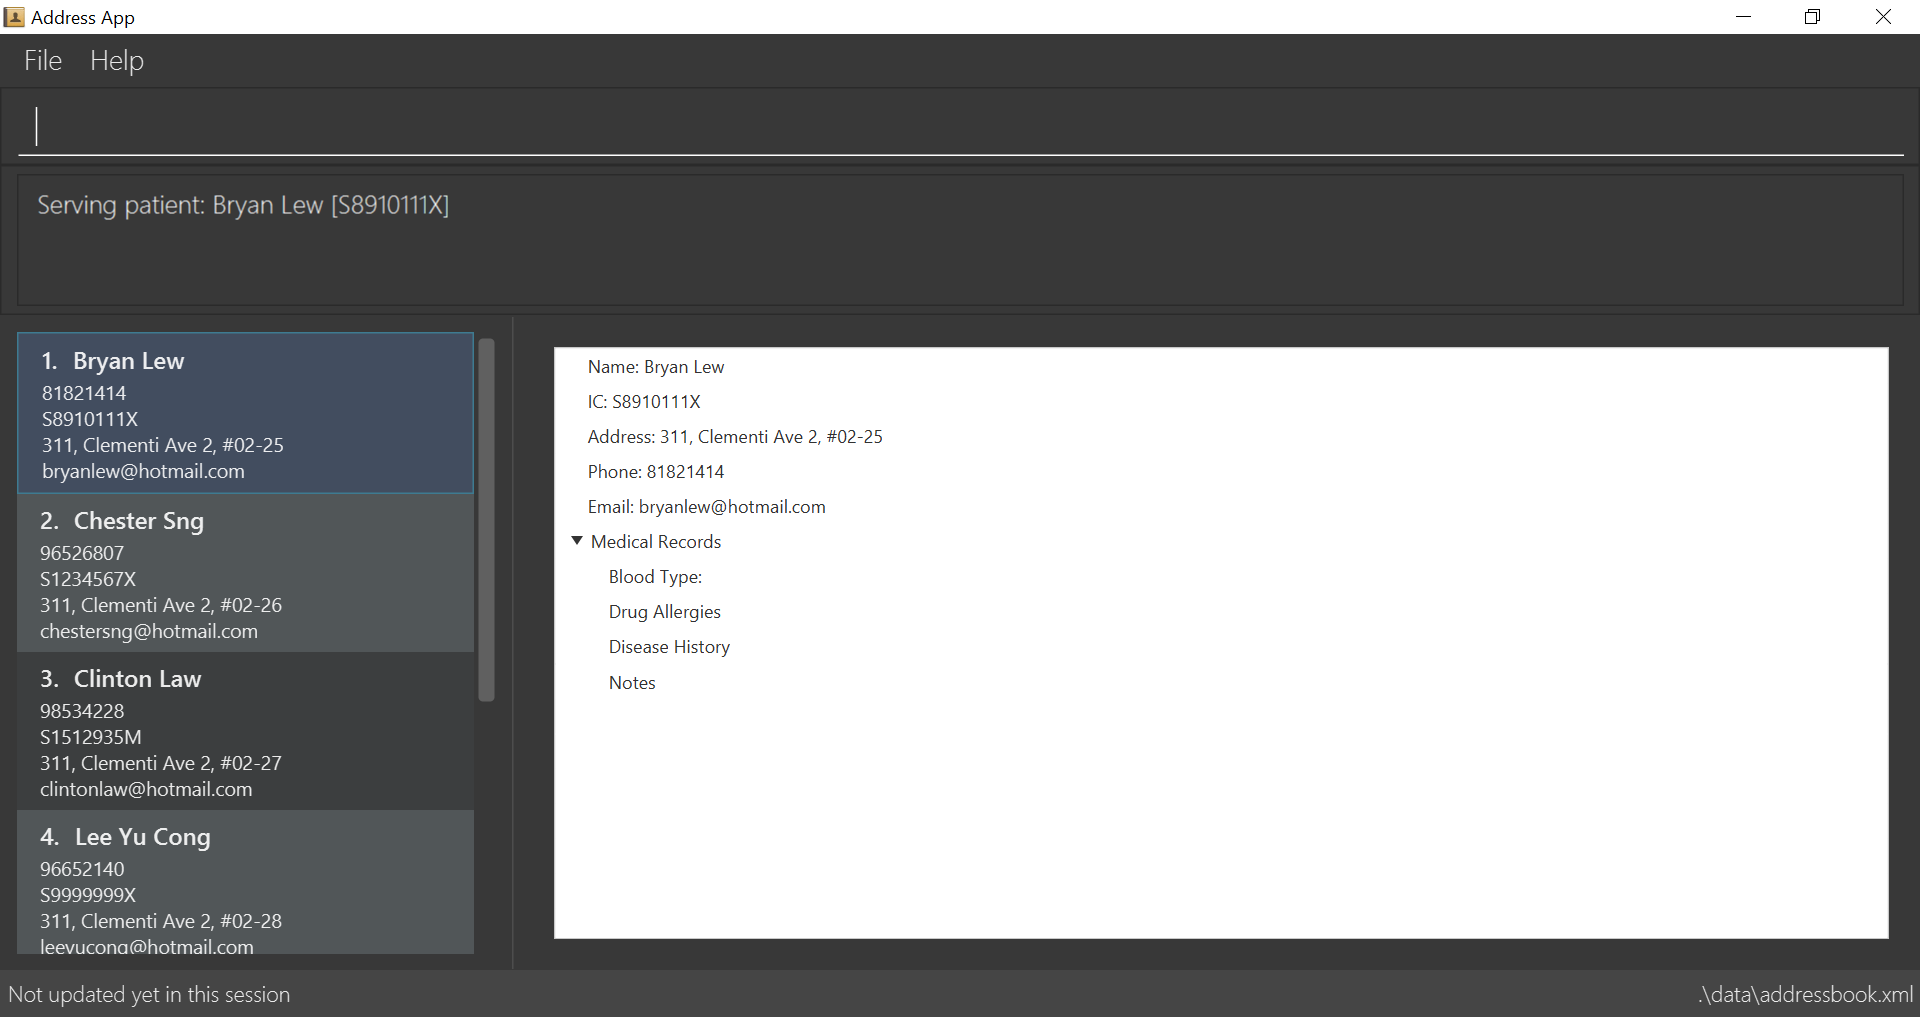 Address App
File Help
Serving patient: Bryan Lew [S8910111X]
1. Bryan Lew
81821414
S8910111X
311, Clementi Ave 2, #02-25
bryanlew@hotmail.com
2. Chester Sng
96526807
S1234567X
311, Clementi Ave 2, #02-26
chestersng@hotmail.com
3. Clinton Law
98534228
S1512935M
311, Clementi Ave 2, #02-27
clintonlaw@hotmail.com
4. Lee Yu Cong
96652140
S9999999X
311, Clementi Ave 2, #02-28
leeyucong@hotmail.com
Name: Bryan Lew
IC: S8910111X
Address: 311, Clementi Ave 2, #02-25
Phone: 81821414
Email: bryanlew@hotmail.com
Medical Records
Blood Type:
Drug Allergies
Disease History
Notes
Not updated yet in this session
.\data\addressbook.xml